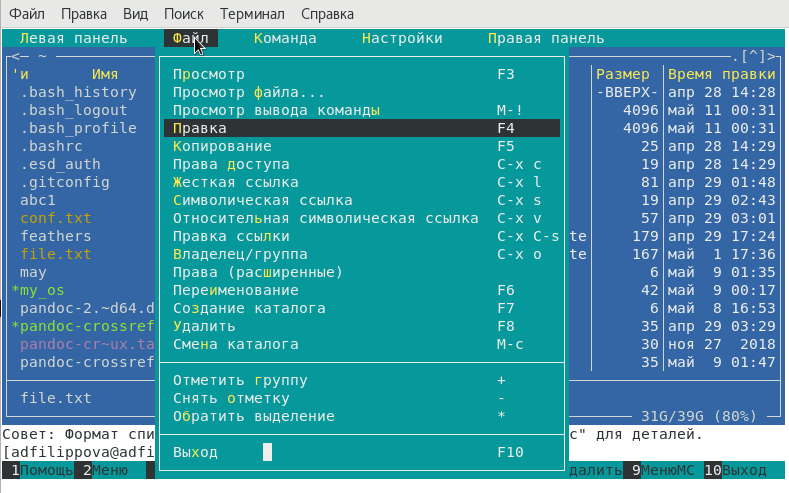 Файл Правка Вид Поиск Терминал Справка
Левая панель Файл Команда Настройки Правая панель
<─ ~ .[^]>
'и Имя Просмотр F3 Размер Время правки
.bash_history Просмотр файла... -ВВЕРХ- апр 28 14:28
.bash_logout Просмотр вывода команды M-! 4096 май 11 00:31
.bash_profile Правка F4 4096 май 11 00:31
.bashrc Копирование F5 25 апр 28 14:29
.esd_auth Права доступа C-x c 19 апр 28 14:29
.gitconfig Жесткая ссылка C-x l 81 апр 29 01:48
abc1 Символическая ссылка C-x s 19 апр 29 02:43
conf.txt Относительная символическая ссылка C-x v 57 апр 29 03:01
feathers Правка ссылки C-x C-s te 179 апр 29 17:24
file.txt Владелец/группа C-x o te 167 май 1 17:36
may Права (расширенные) 6 май 9 01:35
*my_os Переименование F6 42 май 9 00:17
pandoc-2.~d64.d Создание каталога F7 6 май 8 16:53
*pandoc-crossref Удалить F8 35 апр 29 03:29
pandoc-cr~ux.ta Смена каталога M-c 30 ноя 27 2018
pandoc-crossref 35 май 9 01:47
Отметить группу +
file.txt Снять отметку -
Обратить выделение * 31G/39G (80%)
Совет: Формат спи с" для деталей.
[adfilippova@adfi Выход F10
1Помощь 2Меню далить 9МенюMC 10Выход